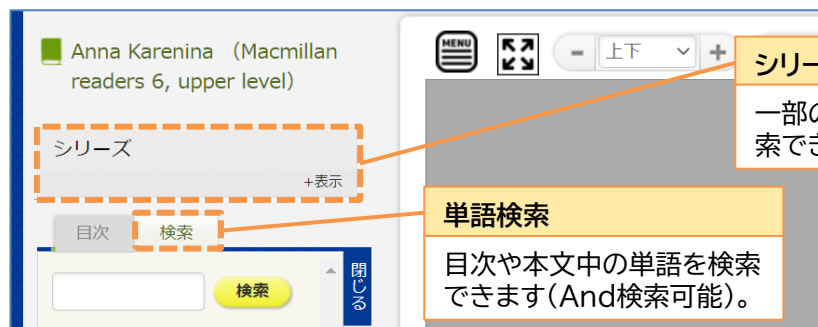 Anna Karenina （Macmillan
readers 6, upper level）
シリーズ
+表示
目次
検索
検索
閉じる
MENU
上下
シリー
一部の
索でき
単語検索
目次や本文中の単語を検索
できます(And検索可能)。